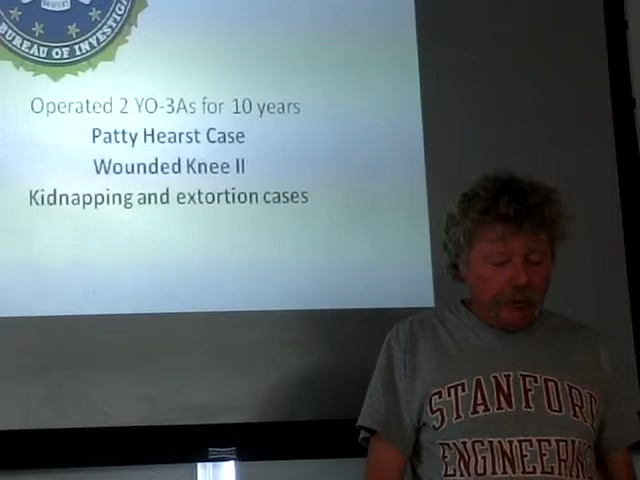 BUREAU OF INVESTIGA
Operated 2 YO-3As for 10 years
Patty Hearst Case
Wounded Knee II
Kidnapping and extortion cases
STANFORD
ENGINEERIN